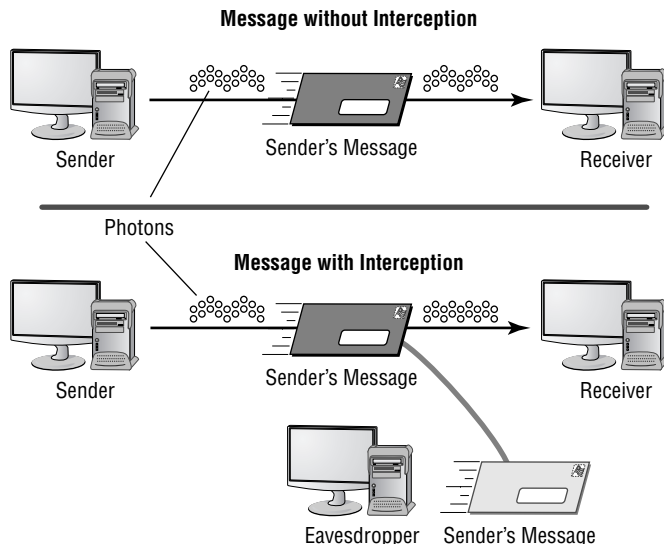 Message without Interception
Sender
Sender's Message
Receiver
Photons
Message with Interception
Sender
Sender's Message
Receiver
Eavesdropper
Sender's Message